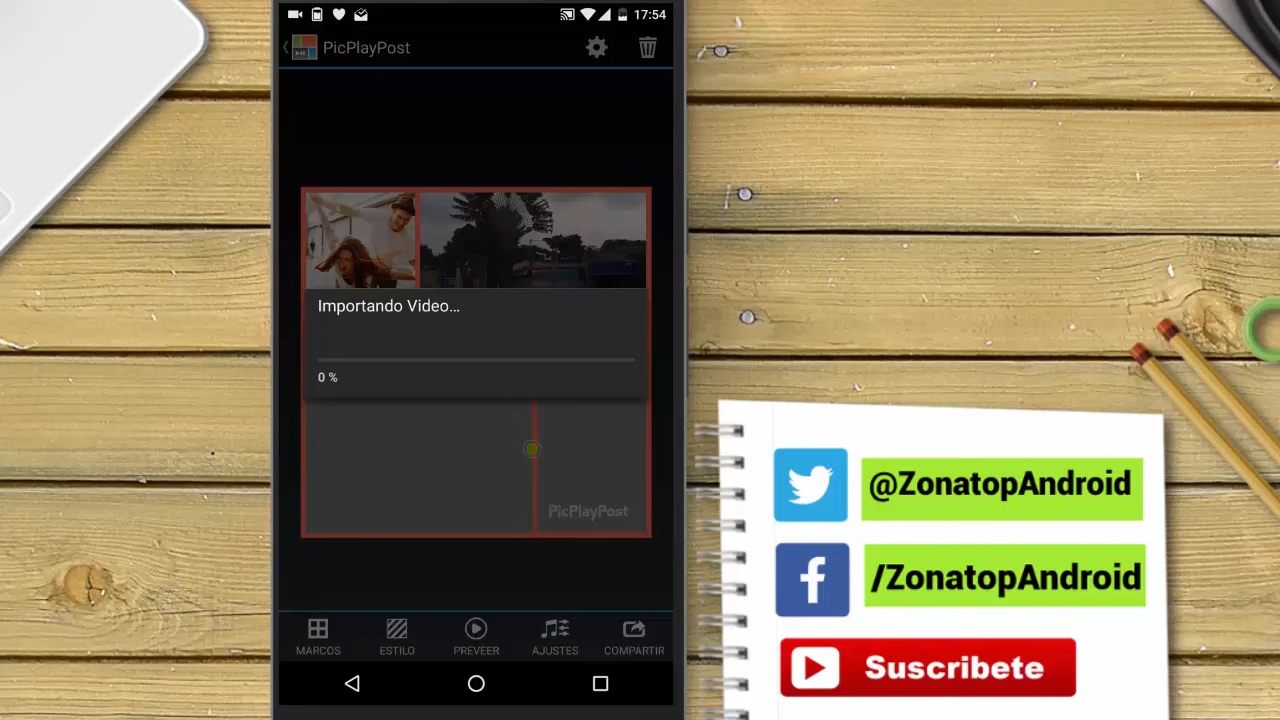 17:54
PicPlayPost
Importando Video...
0 %
PicPlayPost
MARCOS ESTILO PREVEER AJUSTES COMPARTIR
@ZonatopAndroid
/ZonatopAndroid
Suscribete